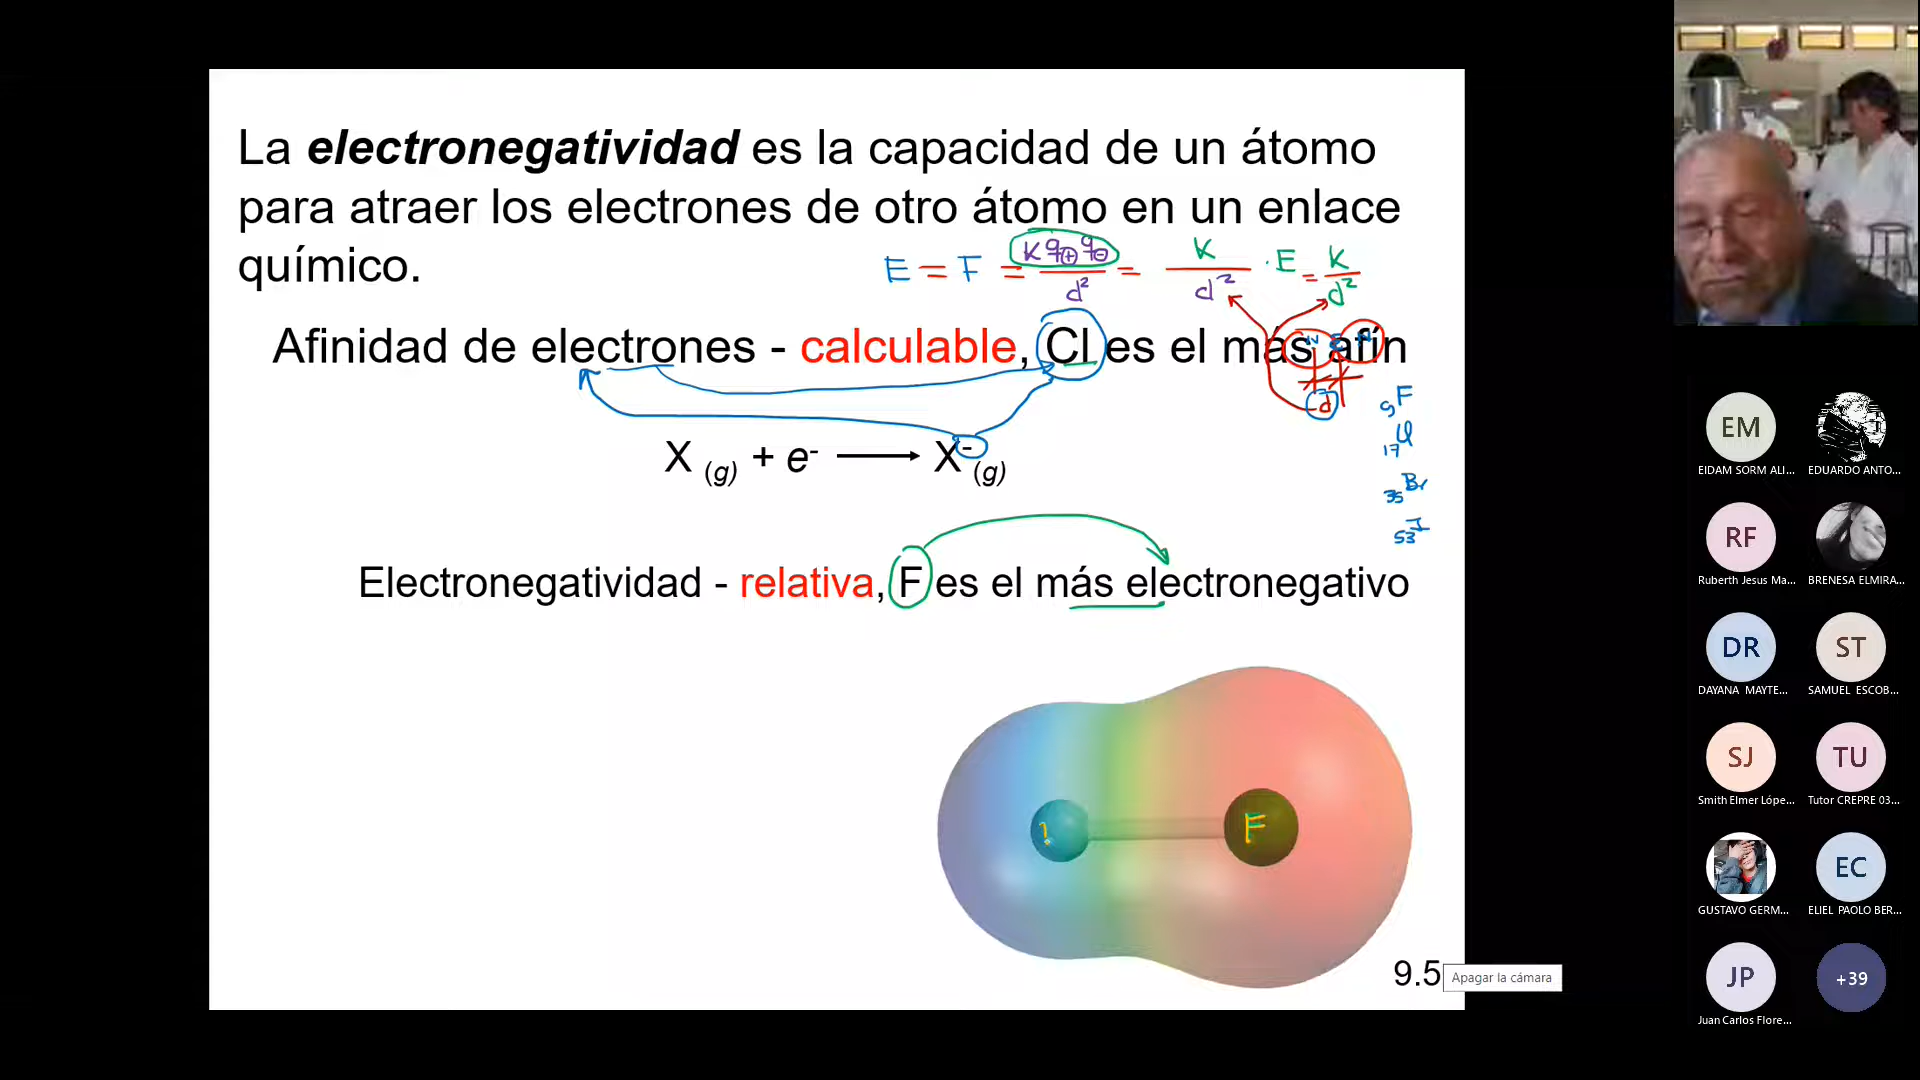 La electronegatividad es la capacidad de un átomo
para atraer los electrones de otro átomo en un enlace
químico.
E = F = K q⊕ q⊖ / d² = K / d² · E = K / d²
Afinidad de electrones - calculable, Cl es el más afín
d
9F
17Cl
35Br
53I
X (g) + e- ⟶ X-(g)
Electronegatividad - relativa, F es el más electronegativo
F
9.5
Apagar la cámara
EM
EIDAM SORM ALI...
EDUARDO ANTO...
RF
Ruberth Jesus Ma...
BRENESA ELMIRA...
DR
DAYANA MAYTE...
ST
SAMUEL ESCOB...
SJ
Smith Elmer Lópe...
TU
Tutor CREPRE 03...
GUSTAVO GERM...
EC
ELIEL PAOLO BER...
JP
Juan Carlos Flore...
+39